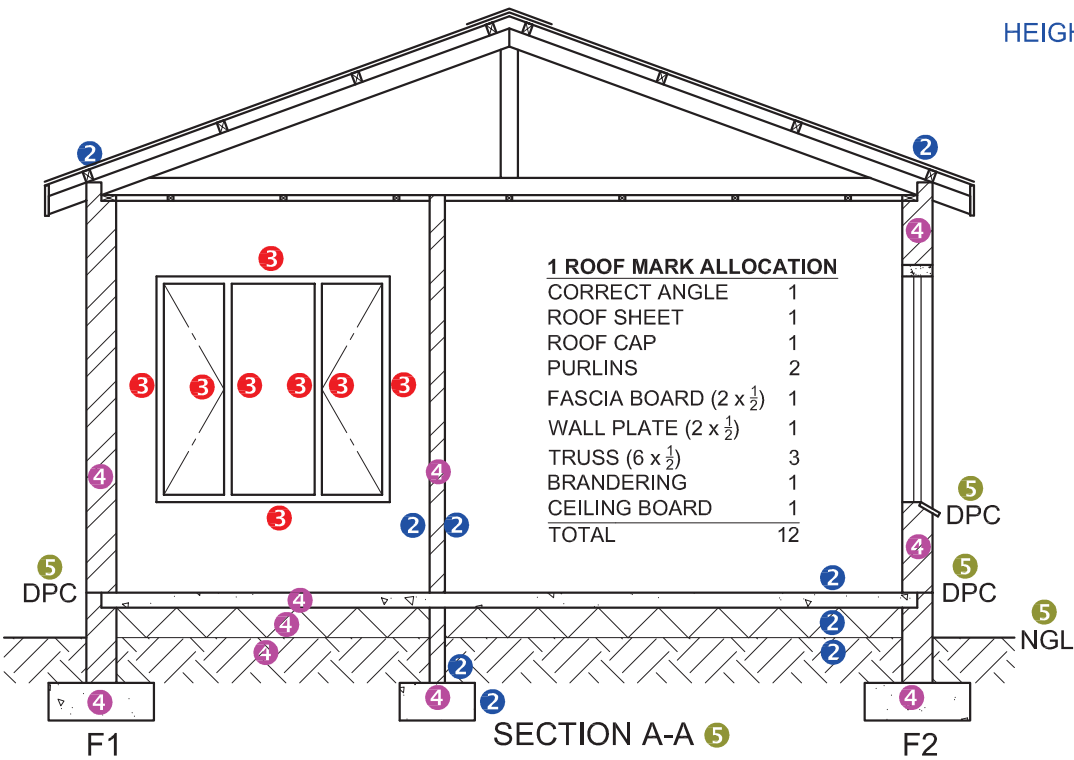 HEIGH
2
2
4
3
1 ROOF MARK ALLOCATION
CORRECT ANGLE 1
ROOF SHEET 1
ROOF CAP 1
PURLINS 2
FASCIA BOARD (2 x 1/2) 1
WALL PLATE (2 x 1/2) 1
TRUSS (6 x 1/2) 3
BRANDERING 1
CEILING BOARD 1
TOTAL 12
3 3 3 3 3 3
4 4
3
2 2
5
DPC
4
5
DPC
5
DPC
2
4
4
4
2
2
5
NGL
2
4 4 2 4
SECTION A-A 5
F1 F2